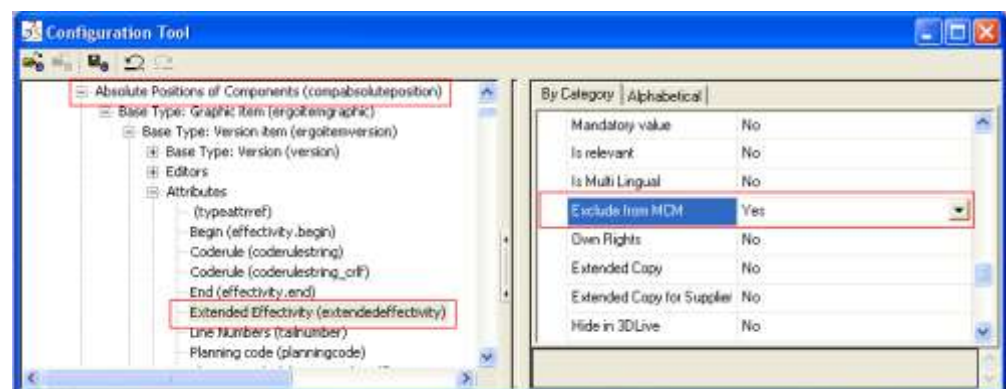 Configuration Tool
Absolute Positions of Components (compabsoluteposition)
Base Type: Graphic item (ergoitemgraphic)
Base Type: Version item (ergoitemversion)
Base Type: Version (version)
Editors
Attributes
(typeattrref)
Begin (effectivity.begin)
Coderule (coderulestring)
Coderule (coderulestring_crlf)
End (effectivity.end)
Extended Effectivity (extendedeffectivity)
Line Numbers (tailnumber)
Planning code (planningcode)
By Category Alphabetical
Mandatory value No
Is relevant No
Is Multi Lingual No
Exclude from MCM Yes
Own Rights No
Extended Copy No
Extended Copy for Supplier No
Hide in 3DLive No